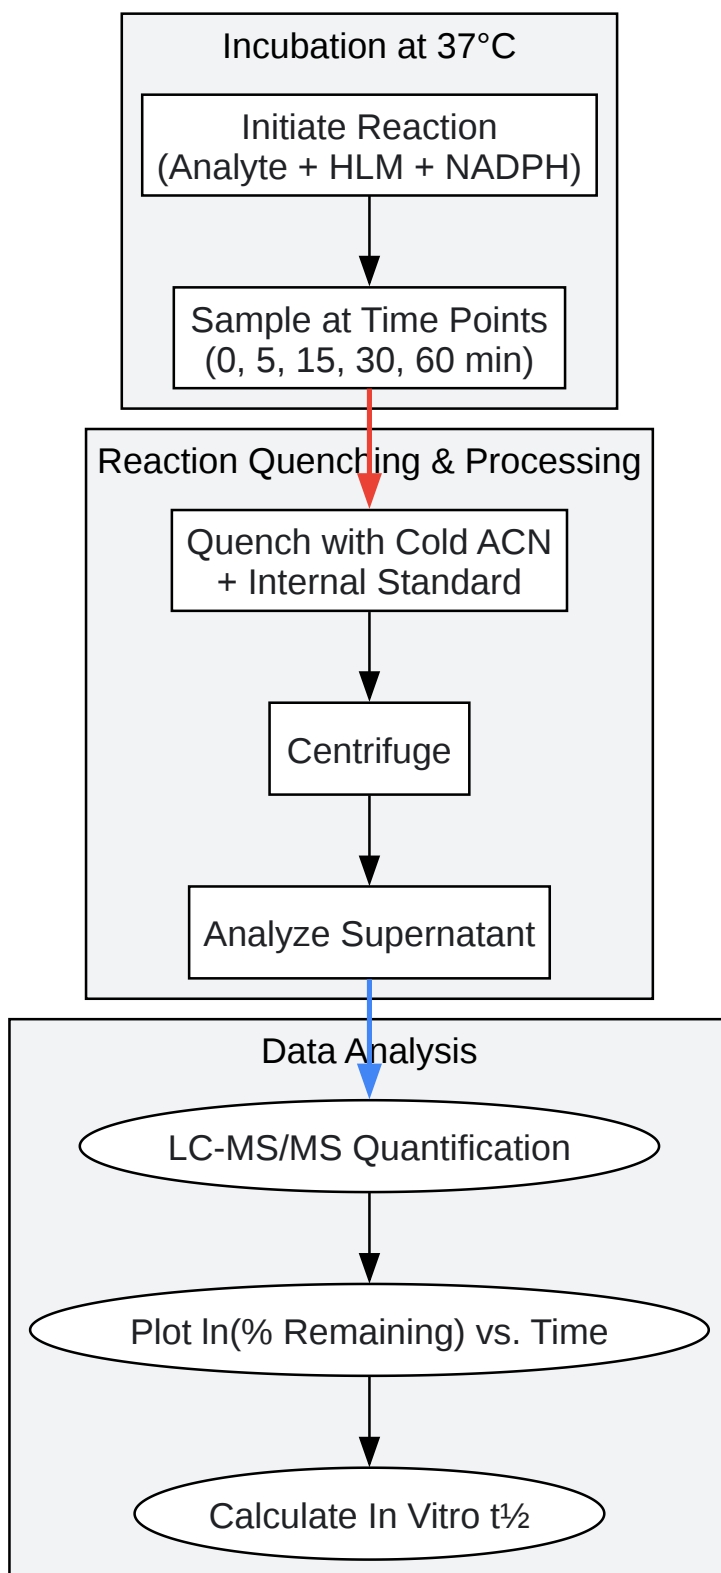 Incubation at 37°C
Initiate Reaction
(Analyte + HLM + NADPH)
Sample at Time Points
(0, 5, 15, 30, 60 min)
Reaction Quenching & Processing
Quench with Cold ACN
+ Internal Standard
Centrifuge
Analyze Supernatant
Data Analysis
LC-MS/MS Quantification
Plot ln(% Remaining) vs. Time
Calculate In Vitro t½